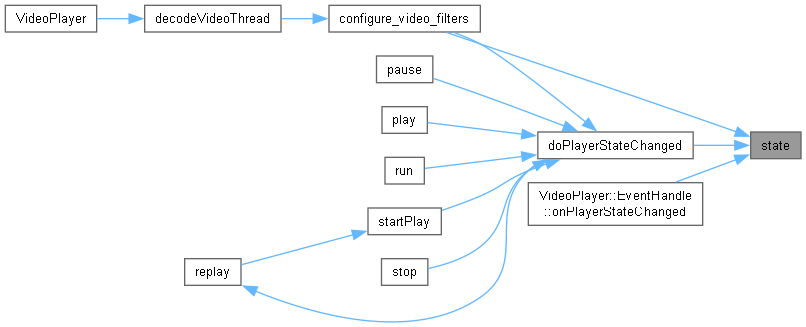 VideoPlayer
decodeVideoThread
configure_video_filters
pause
play
doPlayerStateChanged
state
run
VideoPlayer::EventHandle
::onPlayerStateChanged
startPlay
replay
stop